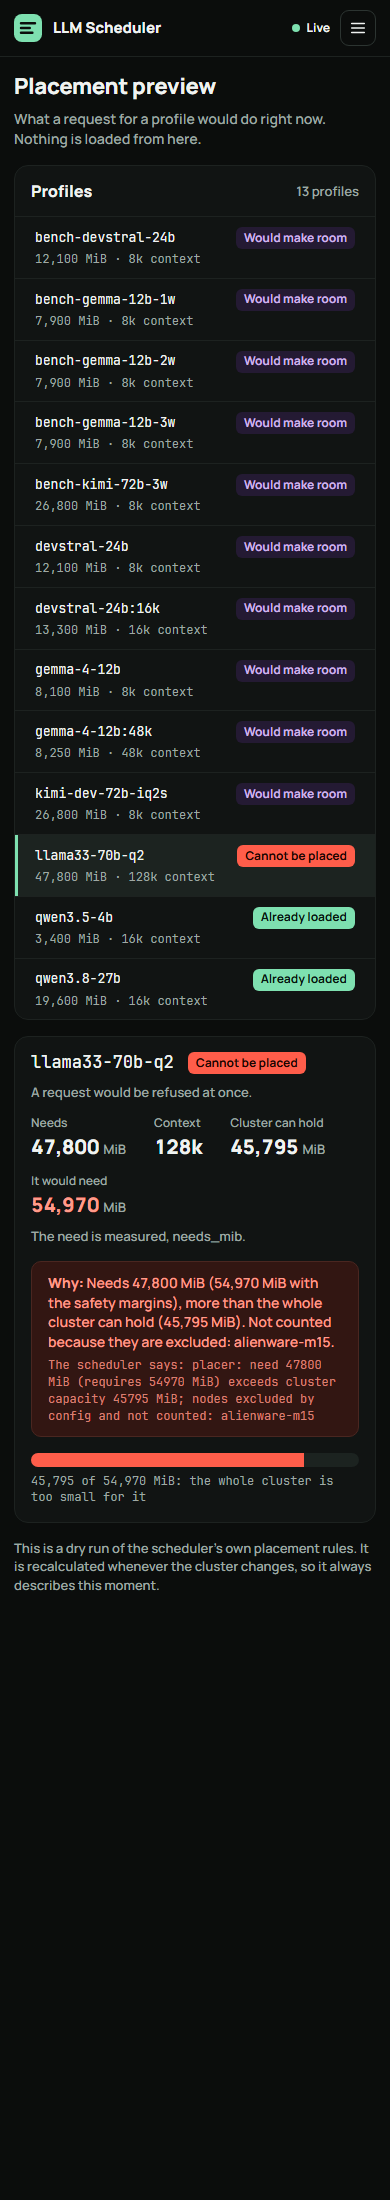 LLM Scheduler
Live
Placement preview
What a request for a profile would do right now.
Nothing is loaded from here.
Profiles
13 profiles
bench-devstral-24b
Would make room
12,100 MiB · 8k context
bench-gemma-12b-1w
Would make room
7,900 MiB · 8k context
bench-gemma-12b-2w
Would make room
7,900 MiB · 8k context
bench-gemma-12b-3w
Would make room
7,900 MiB · 8k context
bench-kimi-72b-3w
Would make room
26,800 MiB · 8k context
devstral-24b
Would make room
12,100 MiB · 8k context
devstral-24b:16k
Would make room
13,300 MiB · 16k context
gemma-4-12b
Would make room
8,100 MiB · 8k context
gemma-4-12b:48k
Would make room
8,250 MiB · 48k context
kimi-dev-72b-iq2s
Would make room
26,800 MiB · 8k context
llama33-70b-q2
Cannot be placed
47,800 MiB · 128k context
qwen3.5-4b
Already loaded
3,400 MiB · 16k context
qwen3.8-27b
Already loaded
19,600 MiB · 16k context
llama33-70b-q2
Cannot be placed
A request would be refused at once.
Needs
47,800 MiB
Context
128k
Cluster can hold
45,795 MiB
It would need
54,970 MiB
The need is measured, needs_mib.
Why: Needs 47,800 MiB (54,970 MiB with
the safety margins), more than the whole
cluster can hold (45,795 MiB). Not counted
because they are excluded: alienware-m15.
The scheduler says: placer: need 47800
MiB (requires 54970 MiB) exceeds cluster
capacity 45795 MiB; nodes excluded by
config and not counted: alienware-m15
45,795 of 54,970 MiB: the whole cluster is
too small for it
This is a dry run of the scheduler's own placement rules. It
is recalculated whenever the cluster changes, so it always
describes this moment.